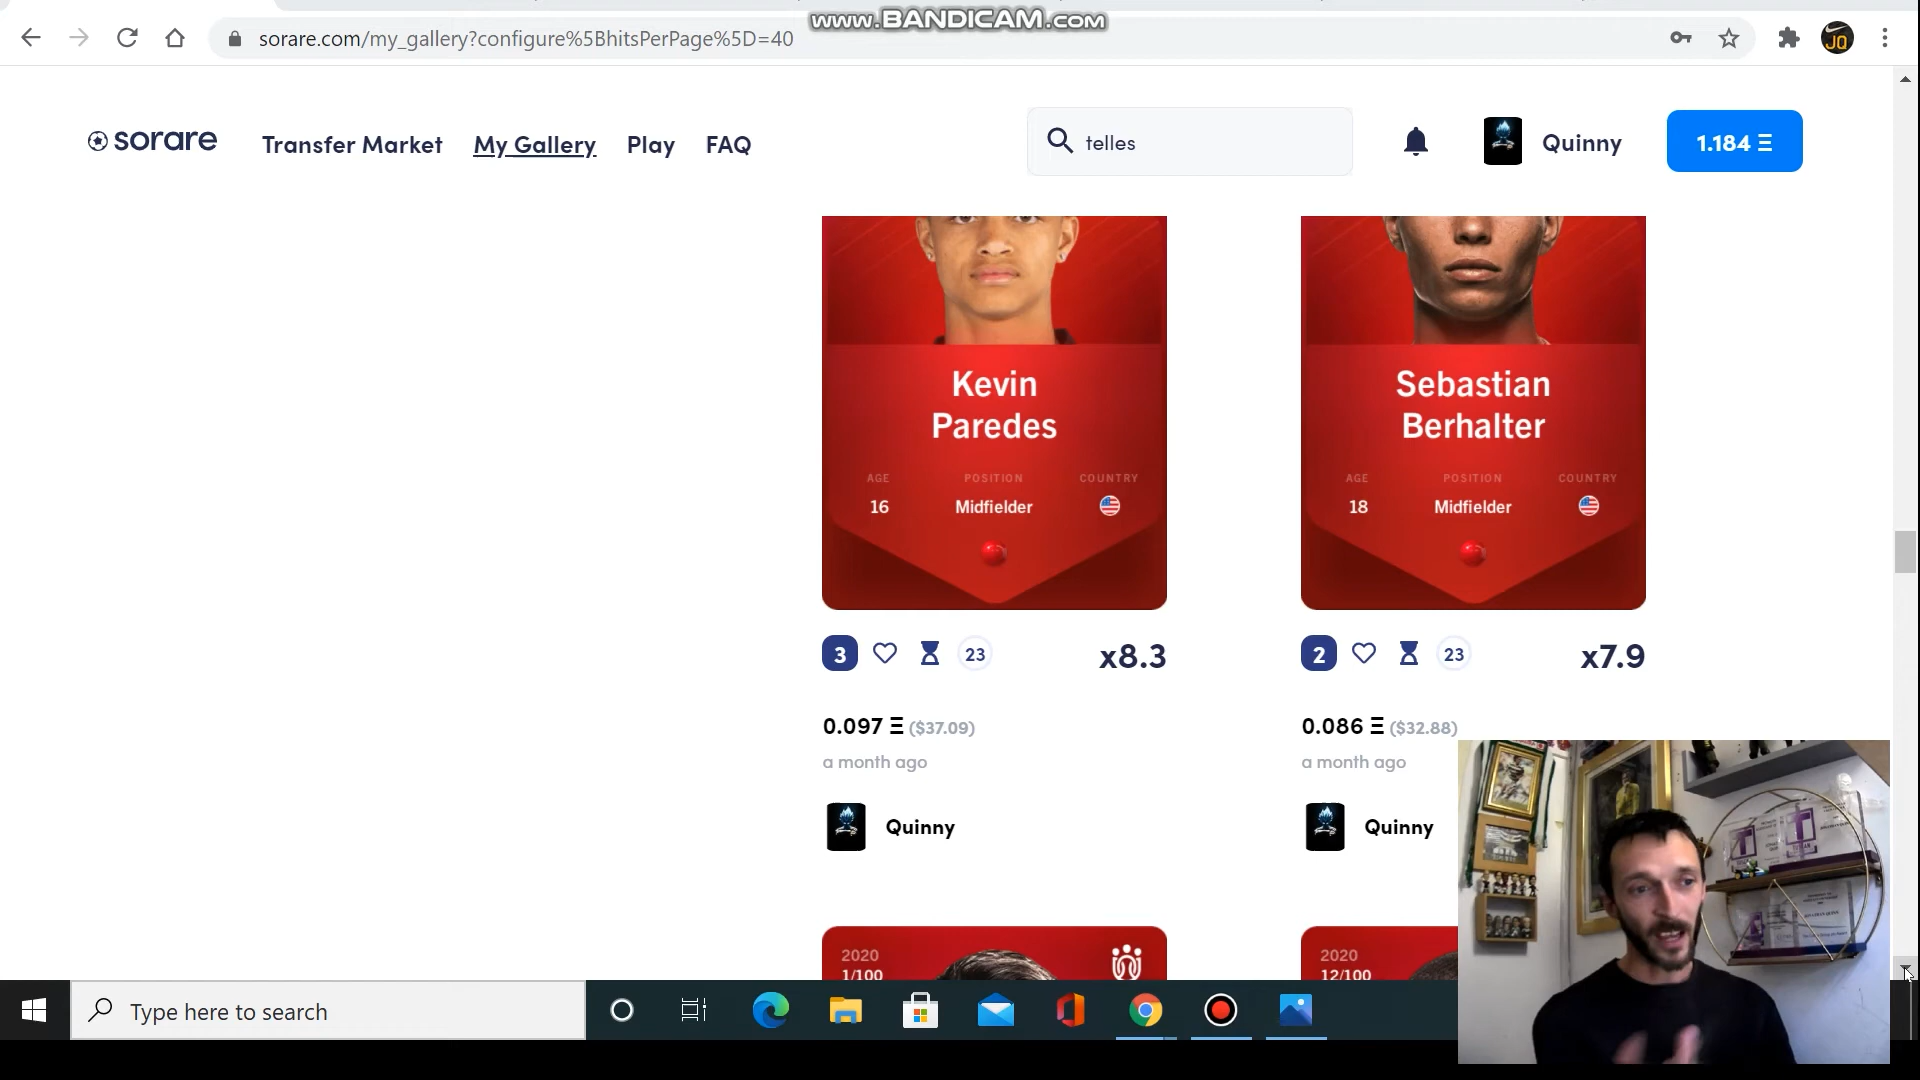 www.BANDICAM.com
sorare.com/my_gallery?configure%5BhitsPerPage%5D=40
JQ
sorare
Transfer Market
My Gallery
Play
FAQ
telles
Quinny
1.184 Ξ
Kevin
Paredes
AGE
POSITION
COUNTRY
16
Midfielder
Sebastian
Berhalter
AGE
POSITION
COUNTRY
18
Midfielder
3
23
x8.3
2
23
x7.9
0.097 Ξ ($37.09)
a month ago
Quinny
0.086 Ξ ($32.88)
a month ago
Quinny
2020
1/100
2020
12/100
Type here to search